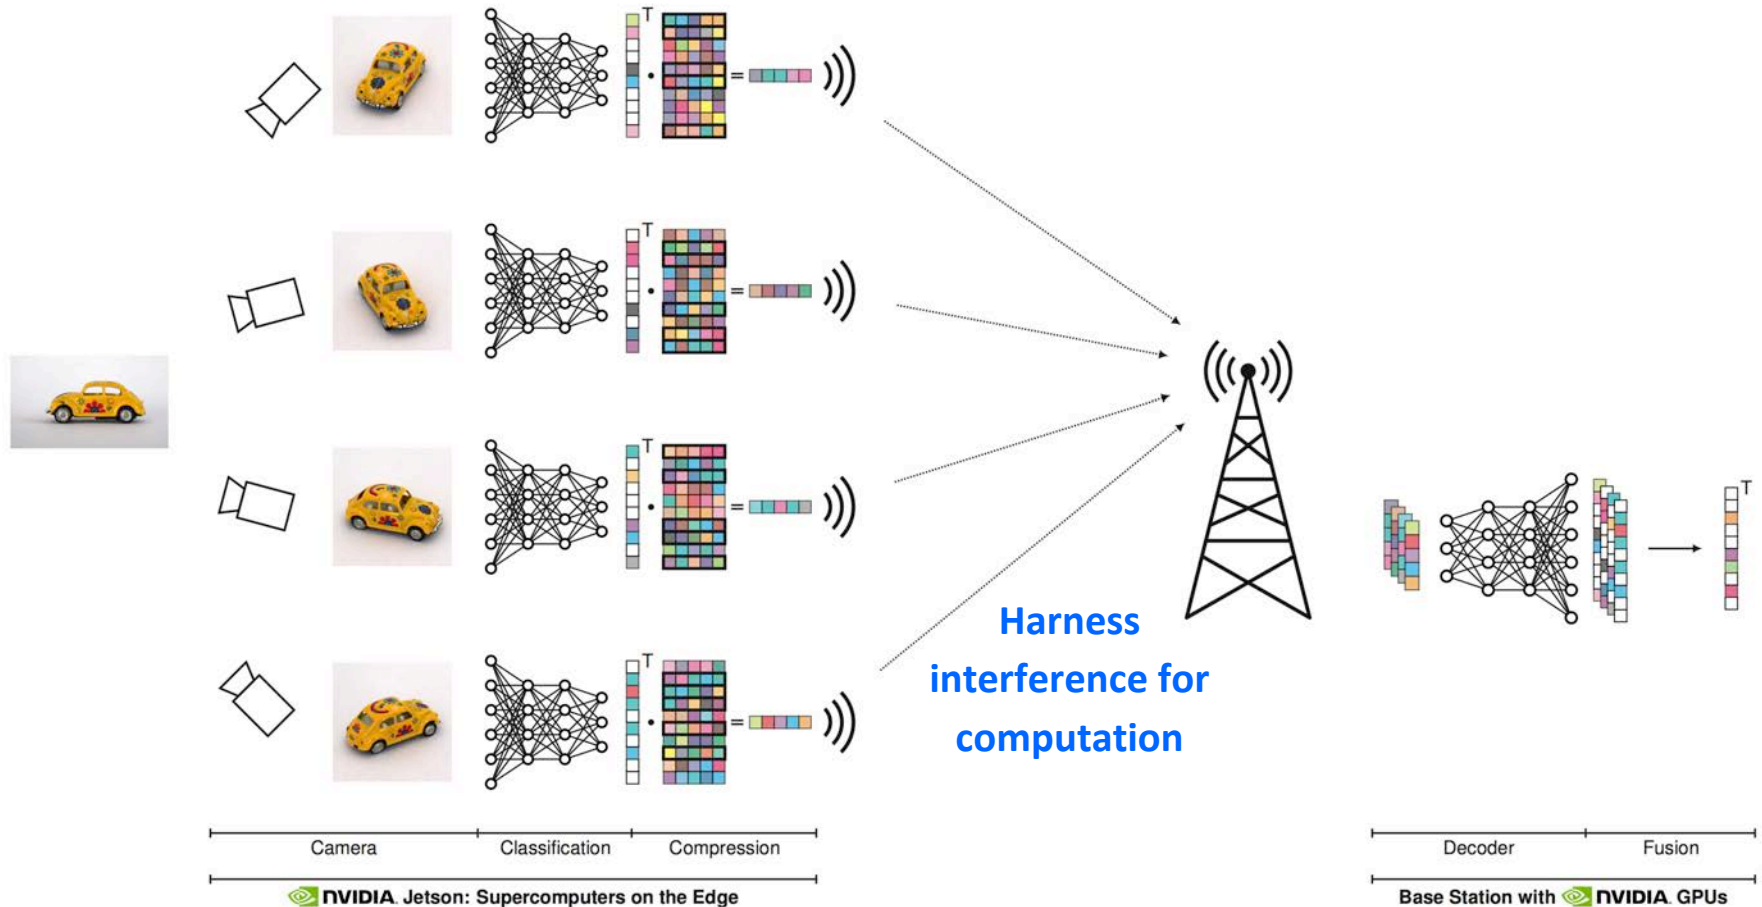 T
=
T
=
T
=
T
=
T
Harness
interference for
computation
Camera
Classification
Compression
Decoder
Fusion
NVIDIA. Jetson: Supercomputers on the Edge
Base Station with NVIDIA. GPUs